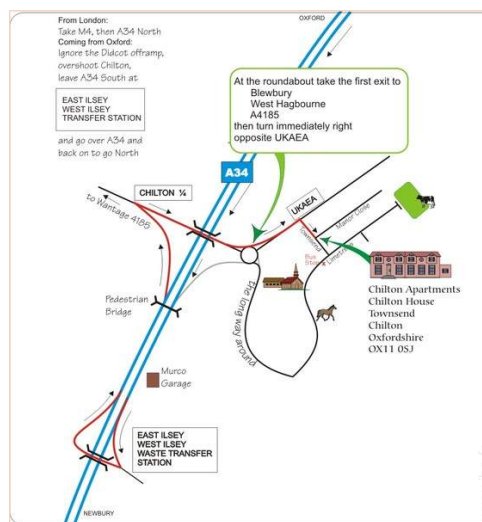 From London:
Take M4, then A34 North
Coming from Oxford:
Ignore the Didcot offramp,
overshoot Chilton,
leave A34 South at
EAST ILSEY
WEST ILSEY
TRANSFER STATION
and go over A34 and
back on to go North
OXFORD
At the roundabout take the first exit to
Blewbury
West Hagbourne
A4185
then turn immediately right
opposite UKAEA
A34
CHILTON ¼
to Wantage 4185
UKAEA
Townsend
Manor Close
Bus
Stop
Limetrees
the long way around
Pedestrian
Bridge
Chilton Apartments
Chilton House
Townsend
Chilton
Oxfordshire
OX11 0SJ
Murco
Garage
EAST ILSEY
WEST ILSEY
WASTE TRANSFER
STATION
NEWBURY